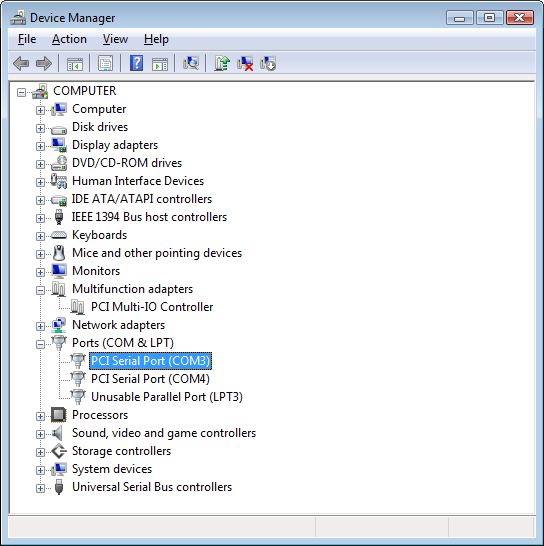 Device Manager
File Action View Help
COMPUTER
Computer
Disk drives
Display adapters
DVD/CD-ROM drives
Human Interface Devices
IDE ATA/ATAPI controllers
IEEE 1394 Bus host controllers
Keyboards
Mice and other pointing devices
Monitors
Multifunction adapters
PCI Multi-IO Controller
Network adapters
Ports (COM & LPT)
PCI Serial Port (COM3)
PCI Serial Port (COM4)
Unusable Parallel Port (LPT3)
Processors
Sound, video and game controllers
Storage controllers
System devices
Universal Serial Bus controllers